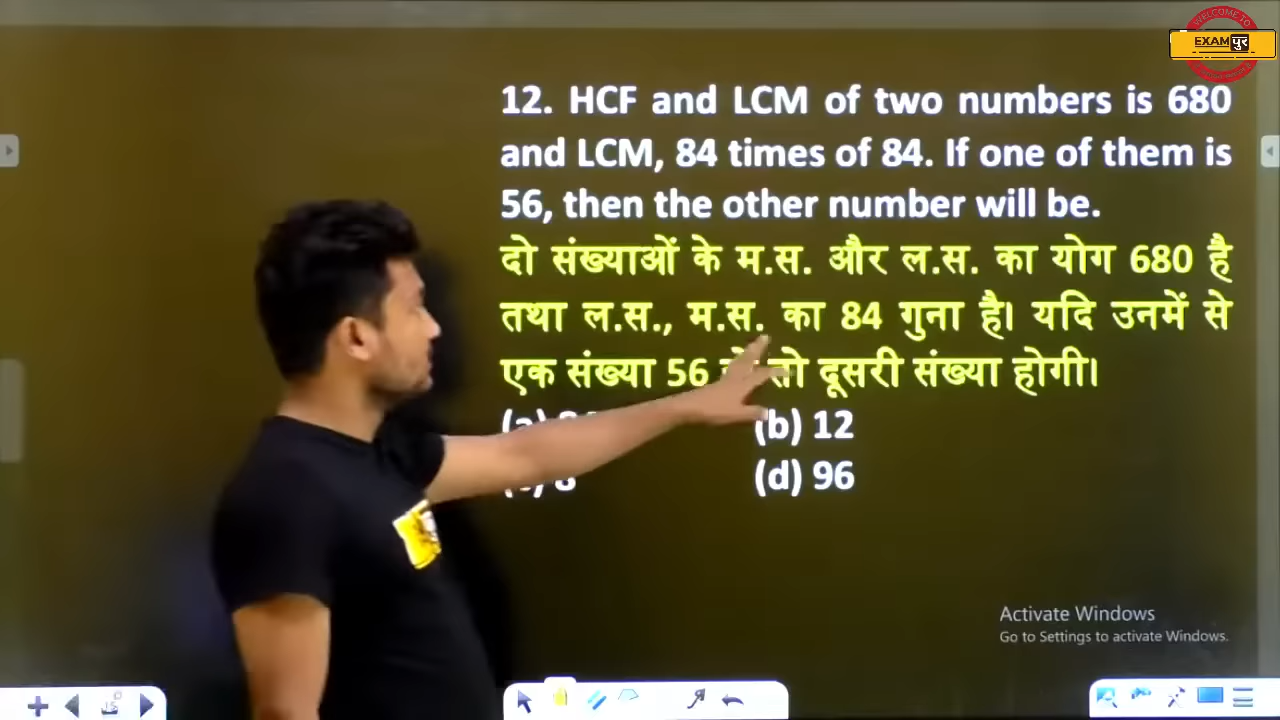 WELCOME TO
EXAMपुर
12. HCF and LCM of two numbers is 680
and LCM, 84 times of 84. If one of them is
56, then the other number will be.
दो संख्याओं के म.स. और ल.स. का योग 680 है
तथा ल.स., म.स. का 84 गुना है। यदि उनमें से
एक संख्या 56 तो दूसरी संख्या होगी।
(b) 12
(d) 96
Activate Windows
Go to Settings to activate Windows.